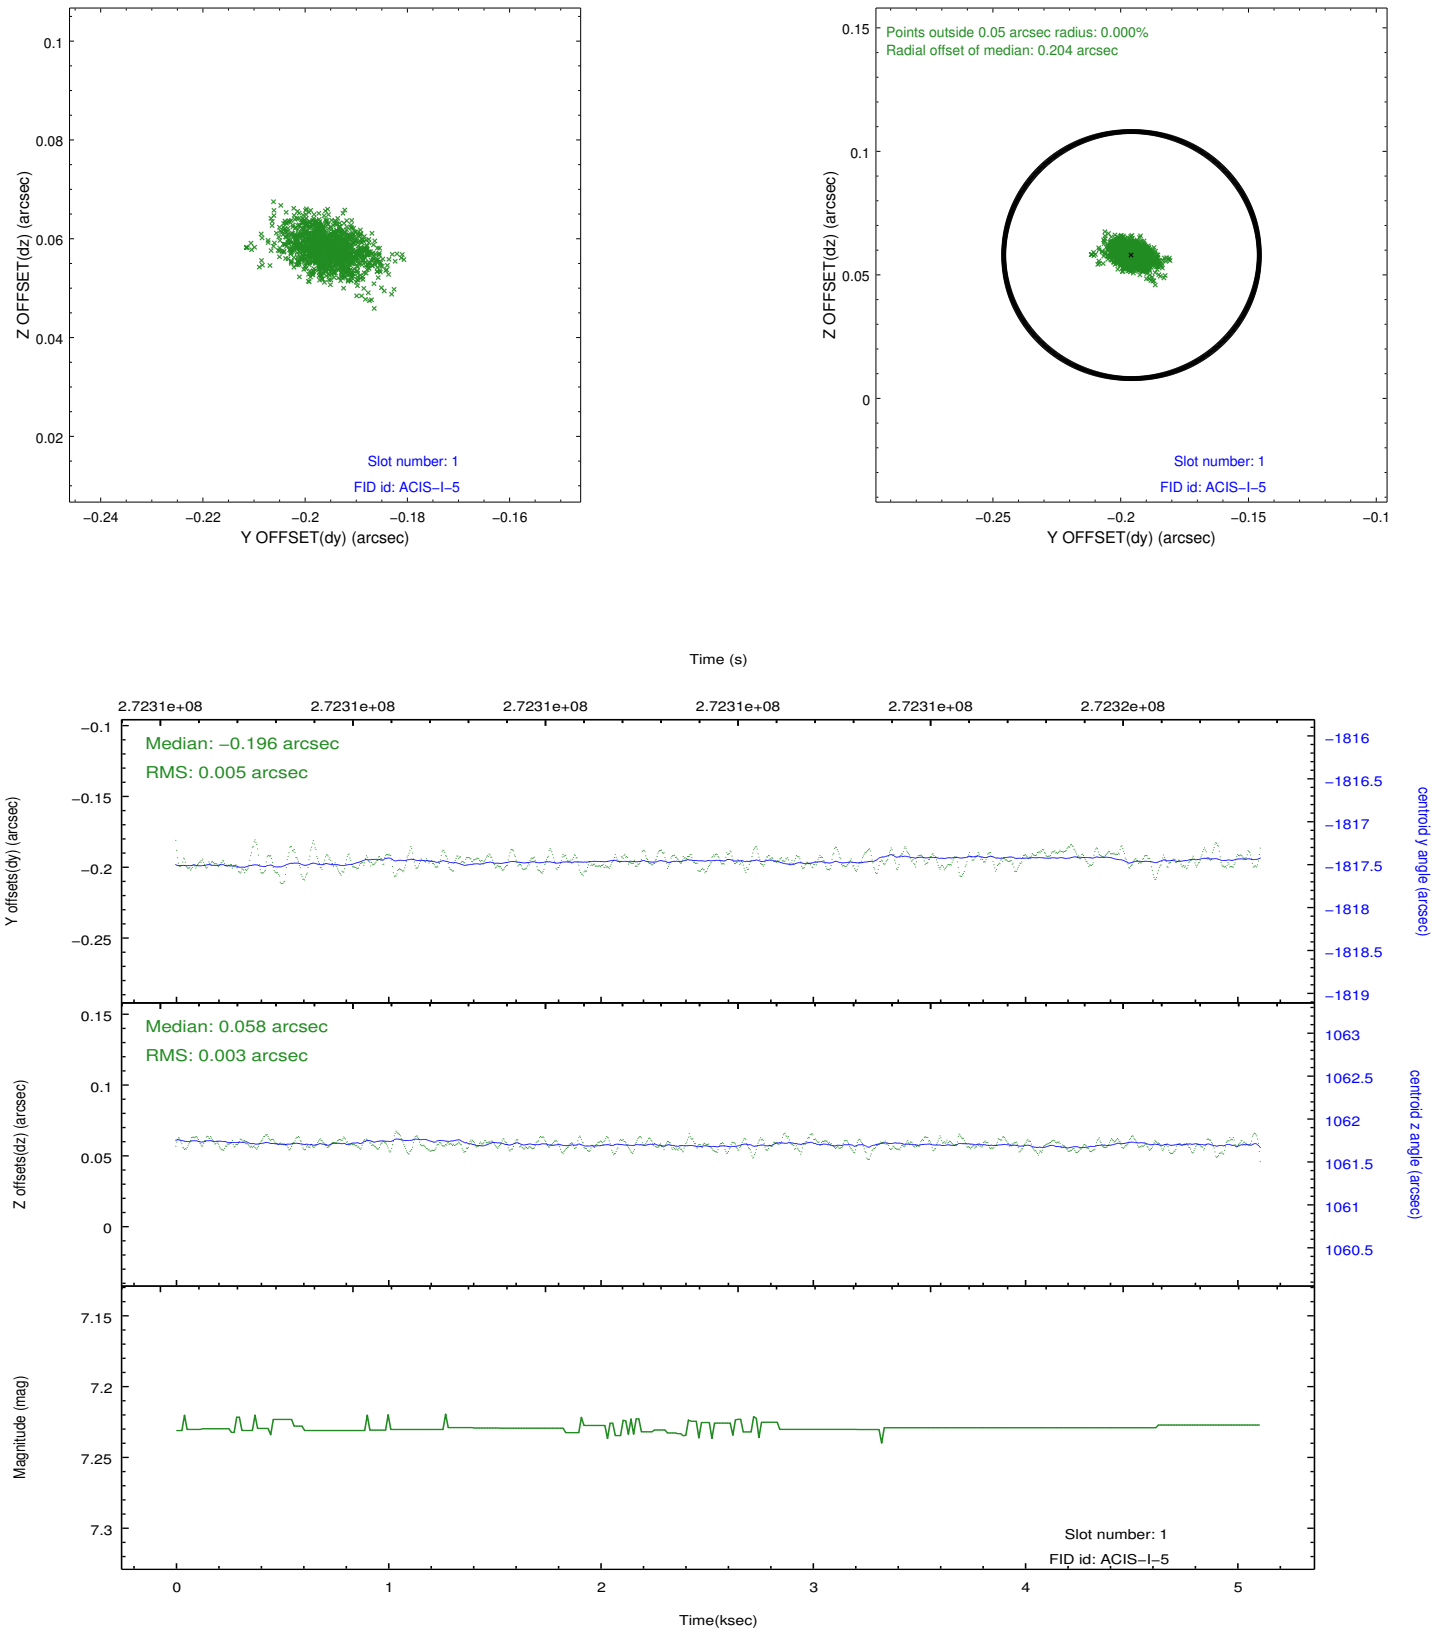 0.1
0.08
0.06
0.04
0.02
Z OFFSET(dz) (arcsec)
Slot number: 1
FID id: ACIS−I−5
−0.24
−0.22
−0.2
−0.18
−0.16
Y OFFSET(dy) (arcsec)
Points outside 0.05 arcsec radius: 0.000%
Radial offset of median: 0.204 arcsec
0.15
0.1
0.05
0
Z OFFSET(dz) (arcsec)
Slot number: 1
FID id: ACIS−I−5
−0.25
−0.2
−0.15
−0.1
Y OFFSET(dy) (arcsec)
Time (s)
2.7231e+08
2.7231e+08
2.7231e+08
2.7231e+08
2.7231e+08
2.7232e+08
Median: −0.196 arcsec
RMS: 0.005 arcsec
−0.1
−0.15
−0.2
−0.25
Y offsets(dy) (arcsec)
−1816
−1816.5
−1817
−1817.5
−1818
−1818.5
−1819
centroid y angle (arcsec)
Median: 0.058 arcsec
RMS: 0.003 arcsec
0.15
0.1
0.05
0
Z offsets(dz) (arcsec)
1063
1062.5
1062
1061.5
1061
1060.5
centroid z angle (arcsec)
7.15
7.2
7.25
7.3
Magnitude (mag)
Slot number: 1
FID id: ACIS−I−5
0
1
2
3
4
5
Time(ksec)